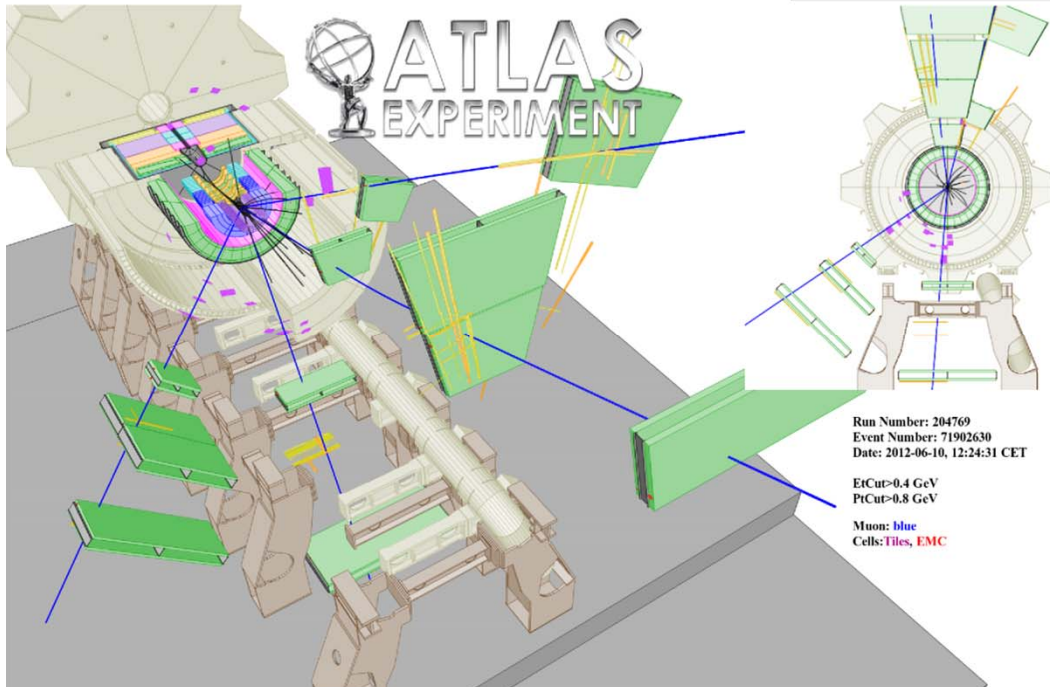 ATLAS
EXPERIMENT
Run Number: 204769
Event Number: 71902630
Date: 2012-06-10, 12:24:31 CET
EtCut>0.4 GeV
PtCut>0.8 GeV
Muon: blue
Cells:Tiles, EMC